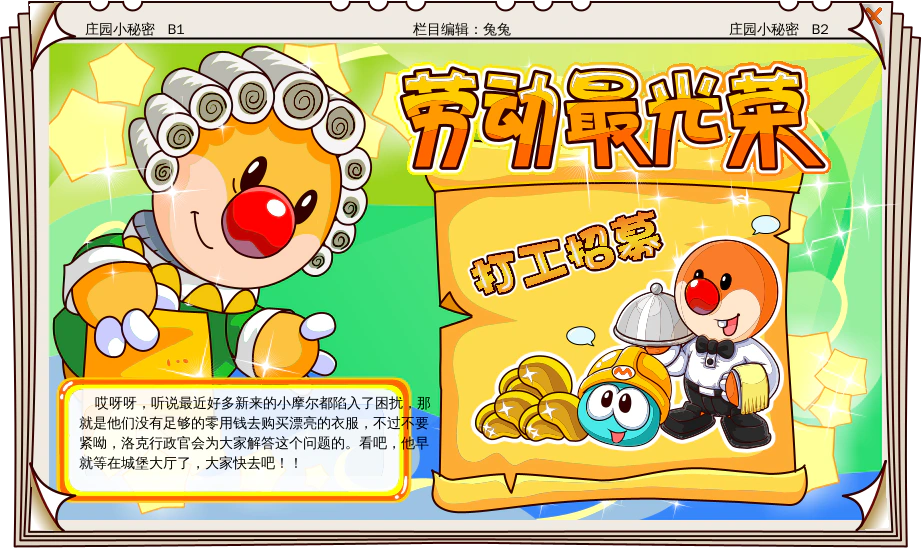 庄园小秘密 B1
栏目编辑：兔兔
庄园小秘密 B2
劳动最光荣
打工招募
M
哎呀呀，听说最近好多新来的小摩尔都陷入了困扰，那
就是他们没有足够的零用钱去购买漂亮的衣服，不过不要
紧呦，洛克行政官会为大家解答这个问题的。看吧，他早
就等在城堡大厅了，大家快去吧！！